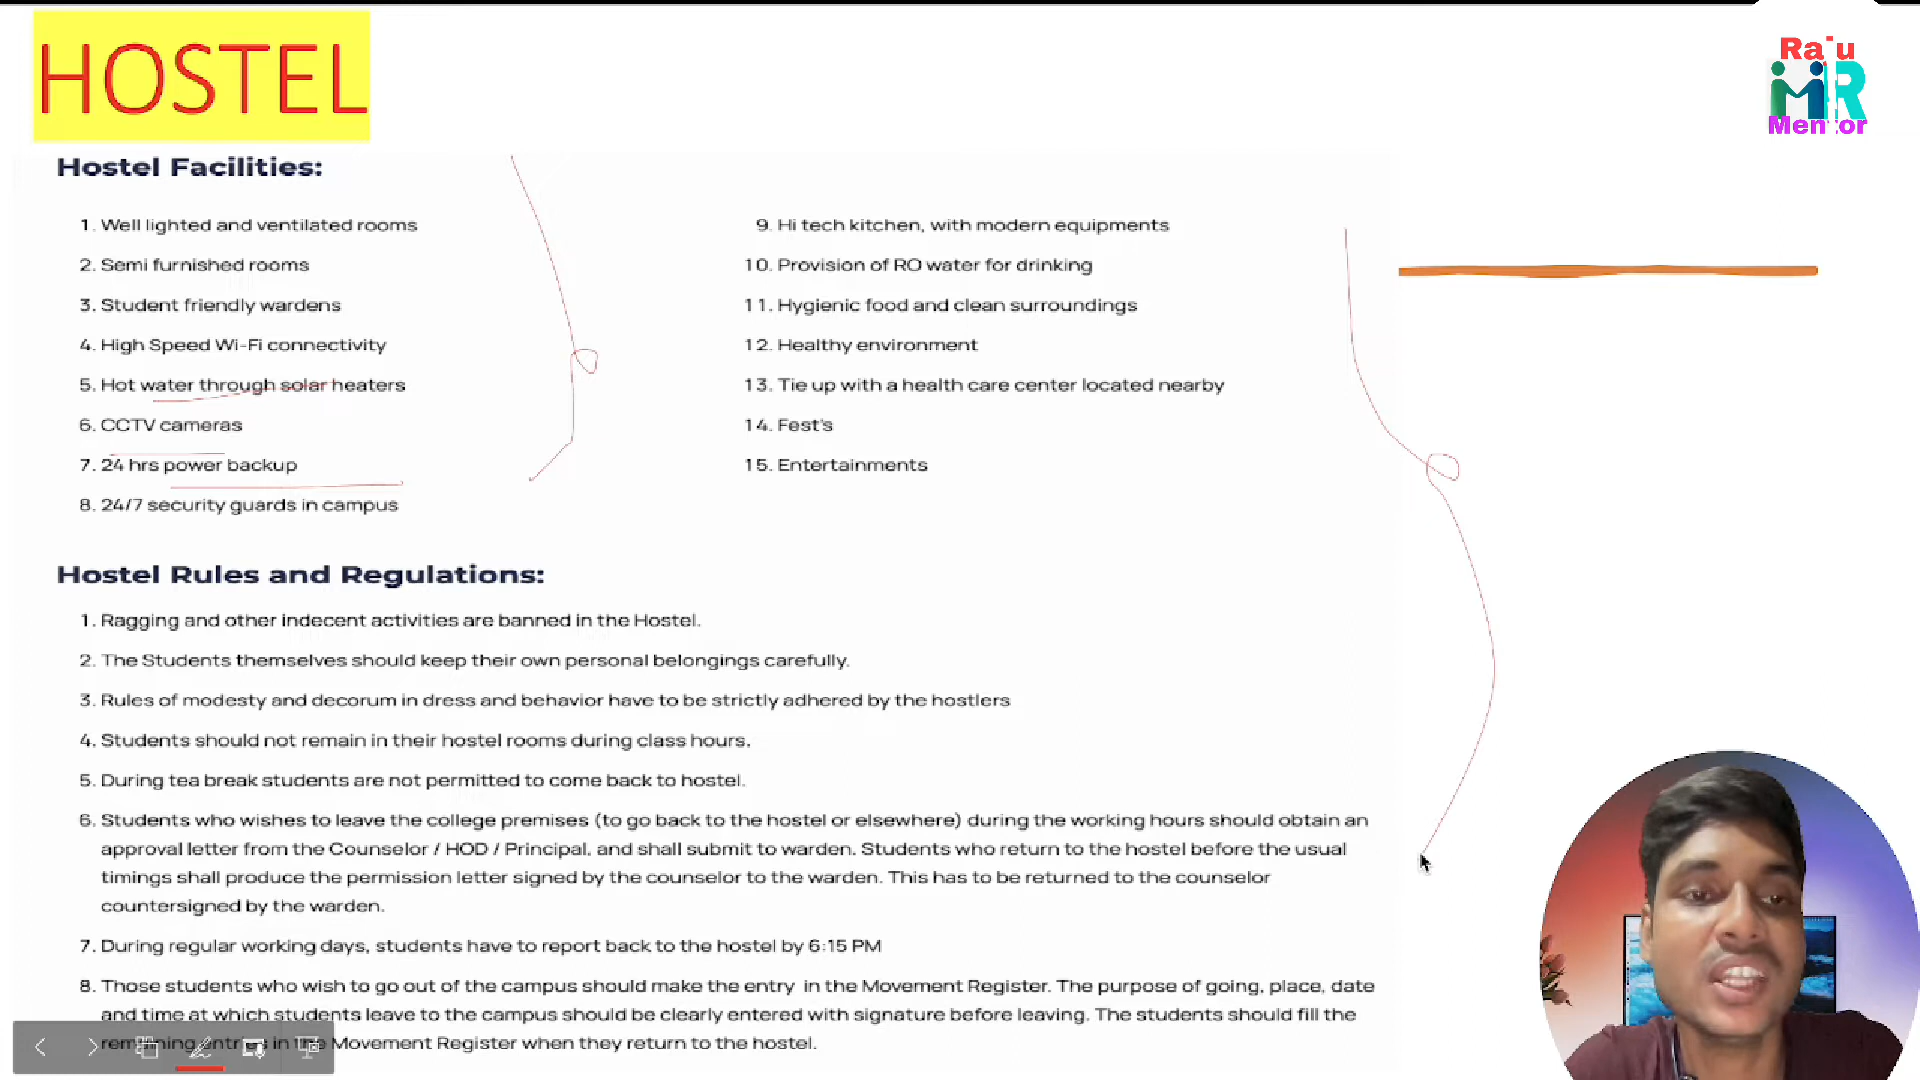 HOSTEL
Raju
MR
Mentor
Hostel Facilities:
1. Well lighted and ventilated rooms
2. Semi furnished rooms
3. Student friendly wardens
4. High Speed Wi-Fi connectivity
5. Hot water through solar heaters
6. CCTV cameras
7. 24 hrs power backup
8. 24/7 security guards in campus
9. Hi tech kitchen, with modern equipments
10. Provision of RO water for drinking
11. Hygienic food and clean surroundings
12. Healthy environment
13. Tie up with a health care center located nearby
14. Fest's
15. Entertainments
Hostel Rules and Regulations:
1. Ragging and other indecent activities are banned in the Hostel.
2. The Students themselves should keep their own personal belongings carefully.
3. Rules of modesty and decorum in dress and behavior have to be strictly adhered by the hostlers
4. Students should not remain in their hostel rooms during class hours.
5. During tea break students are not permitted to come back to hostel.
6. Students who wishes to leave the college premises (to go back to the hostel or elsewhere) during the working hours should obtain an
approval letter from the Counselor / HOD / Principal, and shall submit to warden. Students who return to the hostel before the usual
timings shall produce the permission letter signed by the counselor to the warden. This has to be returned to the counselor
countersigned by the warden.
7. During regular working days, students have to report back to the hostel by 6:15 PM
8. Those students who wish to go out of the campus should make the entry in the Movement Register. The purpose of going, place, date
and time at which students leave to the campus should be clearly entered with signature before leaving. The students should fill the
remaining entries in the Movement Register when they return to the hostel.